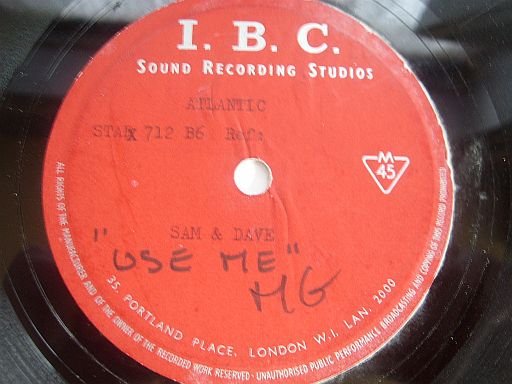 I. B. C.
SOUND RECORDING STUDIOS
ATLANTIC
STAX 712 B6 Ref:
M
45
SAM & DAVE
"USE ME"
MG
35, PORTLAND PLACE, LONDON W.I. LAN. 2000
ALL RIGHTS OF THE MANUFACTURER AND OF THE OWNER OF THE RECORDED WORK RESERVED · UNAUTHORISED PUBLIC PERFORMANCE BROADCASTING AND COPYING OF THIS RECORD PROHIBITED